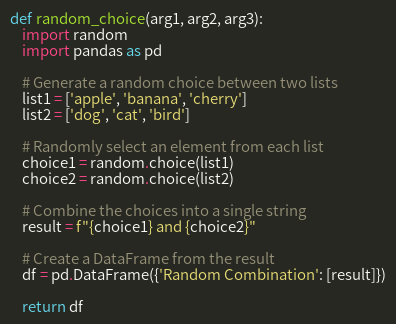 def random_choice(arg1, arg2, arg3):
import random
import pandas as pd
# Generate a random choice between two lists
list1 = ['apple', 'banana', 'cherry']
list2 = ['dog', 'cat', 'bird']
# Randomly select an element from each list
choice1 = random.choice(list1)
choice2 = random.choice(list2)
# Combine the choices into a single string
result = f"{choice1} and {choice2}"
# Create a DataFrame from the result
df = pd.DataFrame({'Random Combination': [result]})
return df